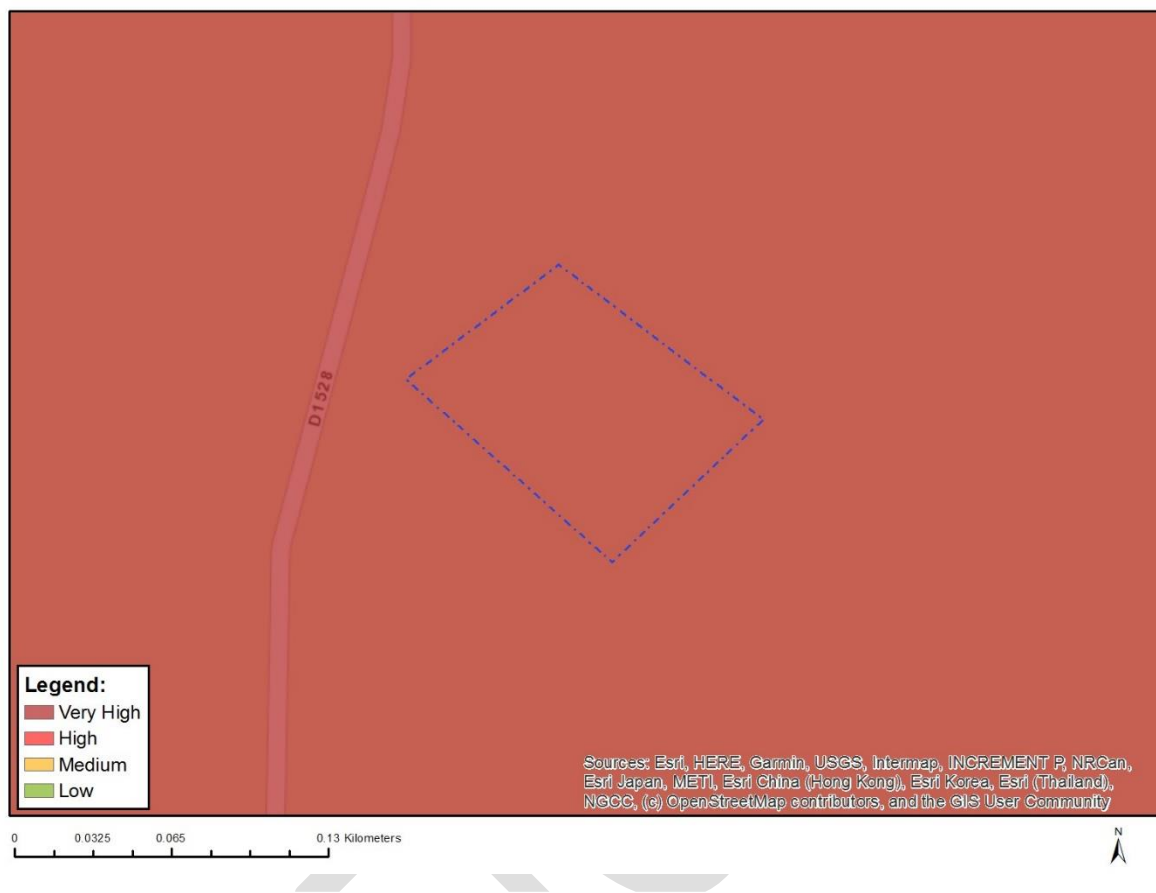 D1528
Legend:
Very High
High
Medium
Low
Sources: Esri, HERE, Garmin, USGS, Intermap, INCREMENT P, NRCan,
Esri Japan, METI, Esri China (Hong Kong), Esri Korea, Esri (Thailand),
NGCC, (c) OpenStreetMap contributors, and the GIS User Community
0 0.0325 0.065 0.13 Kilometers
N